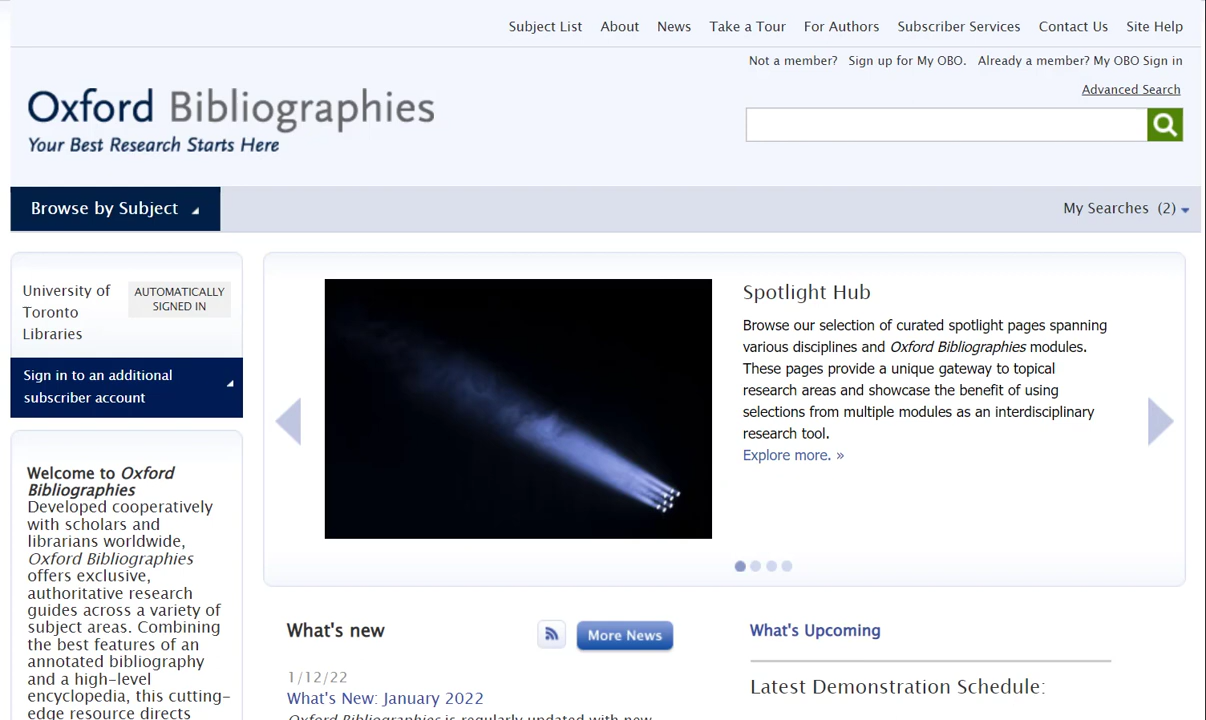 Subject List About News Take a Tour For Authors Subscriber Services Contact Us Site Help
Not a member? Sign up for My OBO. Already a member? My OBO Sign in
Advanced Search
Oxford Bibliographies
Your Best Research Starts Here
Browse by Subject
My Searches (2)
University of
Toronto
Libraries
AUTOMATICALLY
SIGNED IN
Sign in to an additional
subscriber account
Welcome to Oxford
Bibliographies
Developed cooperatively
with scholars and
librarians worldwide,
Oxford Bibliographies
offers exclusive,
authoritative research
guides across a variety of
subject areas. Combining
the best features of an
annotated bibliography
and a high-level
encyclopedia, this cutting-
edge resource directs
Spotlight Hub
Browse our selection of curated spotlight pages spanning
various disciplines and Oxford Bibliographies modules.
These pages provide a unique gateway to topical
research areas and showcase the benefit of using
selections from multiple modules as an interdisciplinary
research tool.
Explore more. »
What's new
More News
1/12/22
What's New: January 2022
Oxford Bibliographies is regularly updated with new
What's Upcoming
Latest Demonstration Schedule: